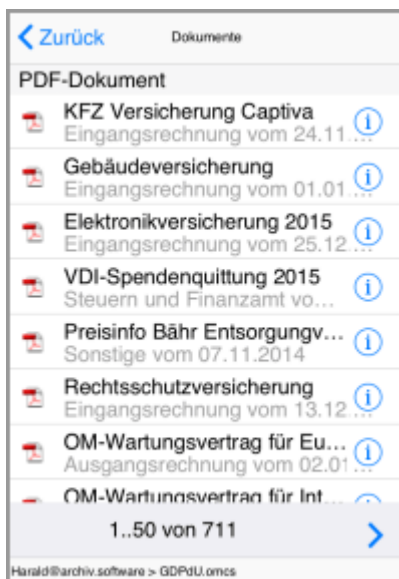 Zurück
Dokumente
PDF-Dokument
KFZ Versicherung Captiva
Eingangsrechnung vom 24.11....
Gebäudeversicherung
Eingangsrechnung vom 01.01....
Elektronikversicherung 2015
Eingangsrechnung vom 25.12....
VDI-Spendenquittung 2015
Steuern und Finanzamt vo...
Preisinfo Bähr Entsorgungv...
Sonstige vom 07.11.2014
Rechtsschutzversicherung
Eingangsrechnung vom 13.12....
OM-Wartungsvertrag für Eu...
Ausgangsrechnung vom 02.01...
OM-Wartungsvertrag für Int...
1..50 von 711
Harald@archiv.software > GDPdU.omcs